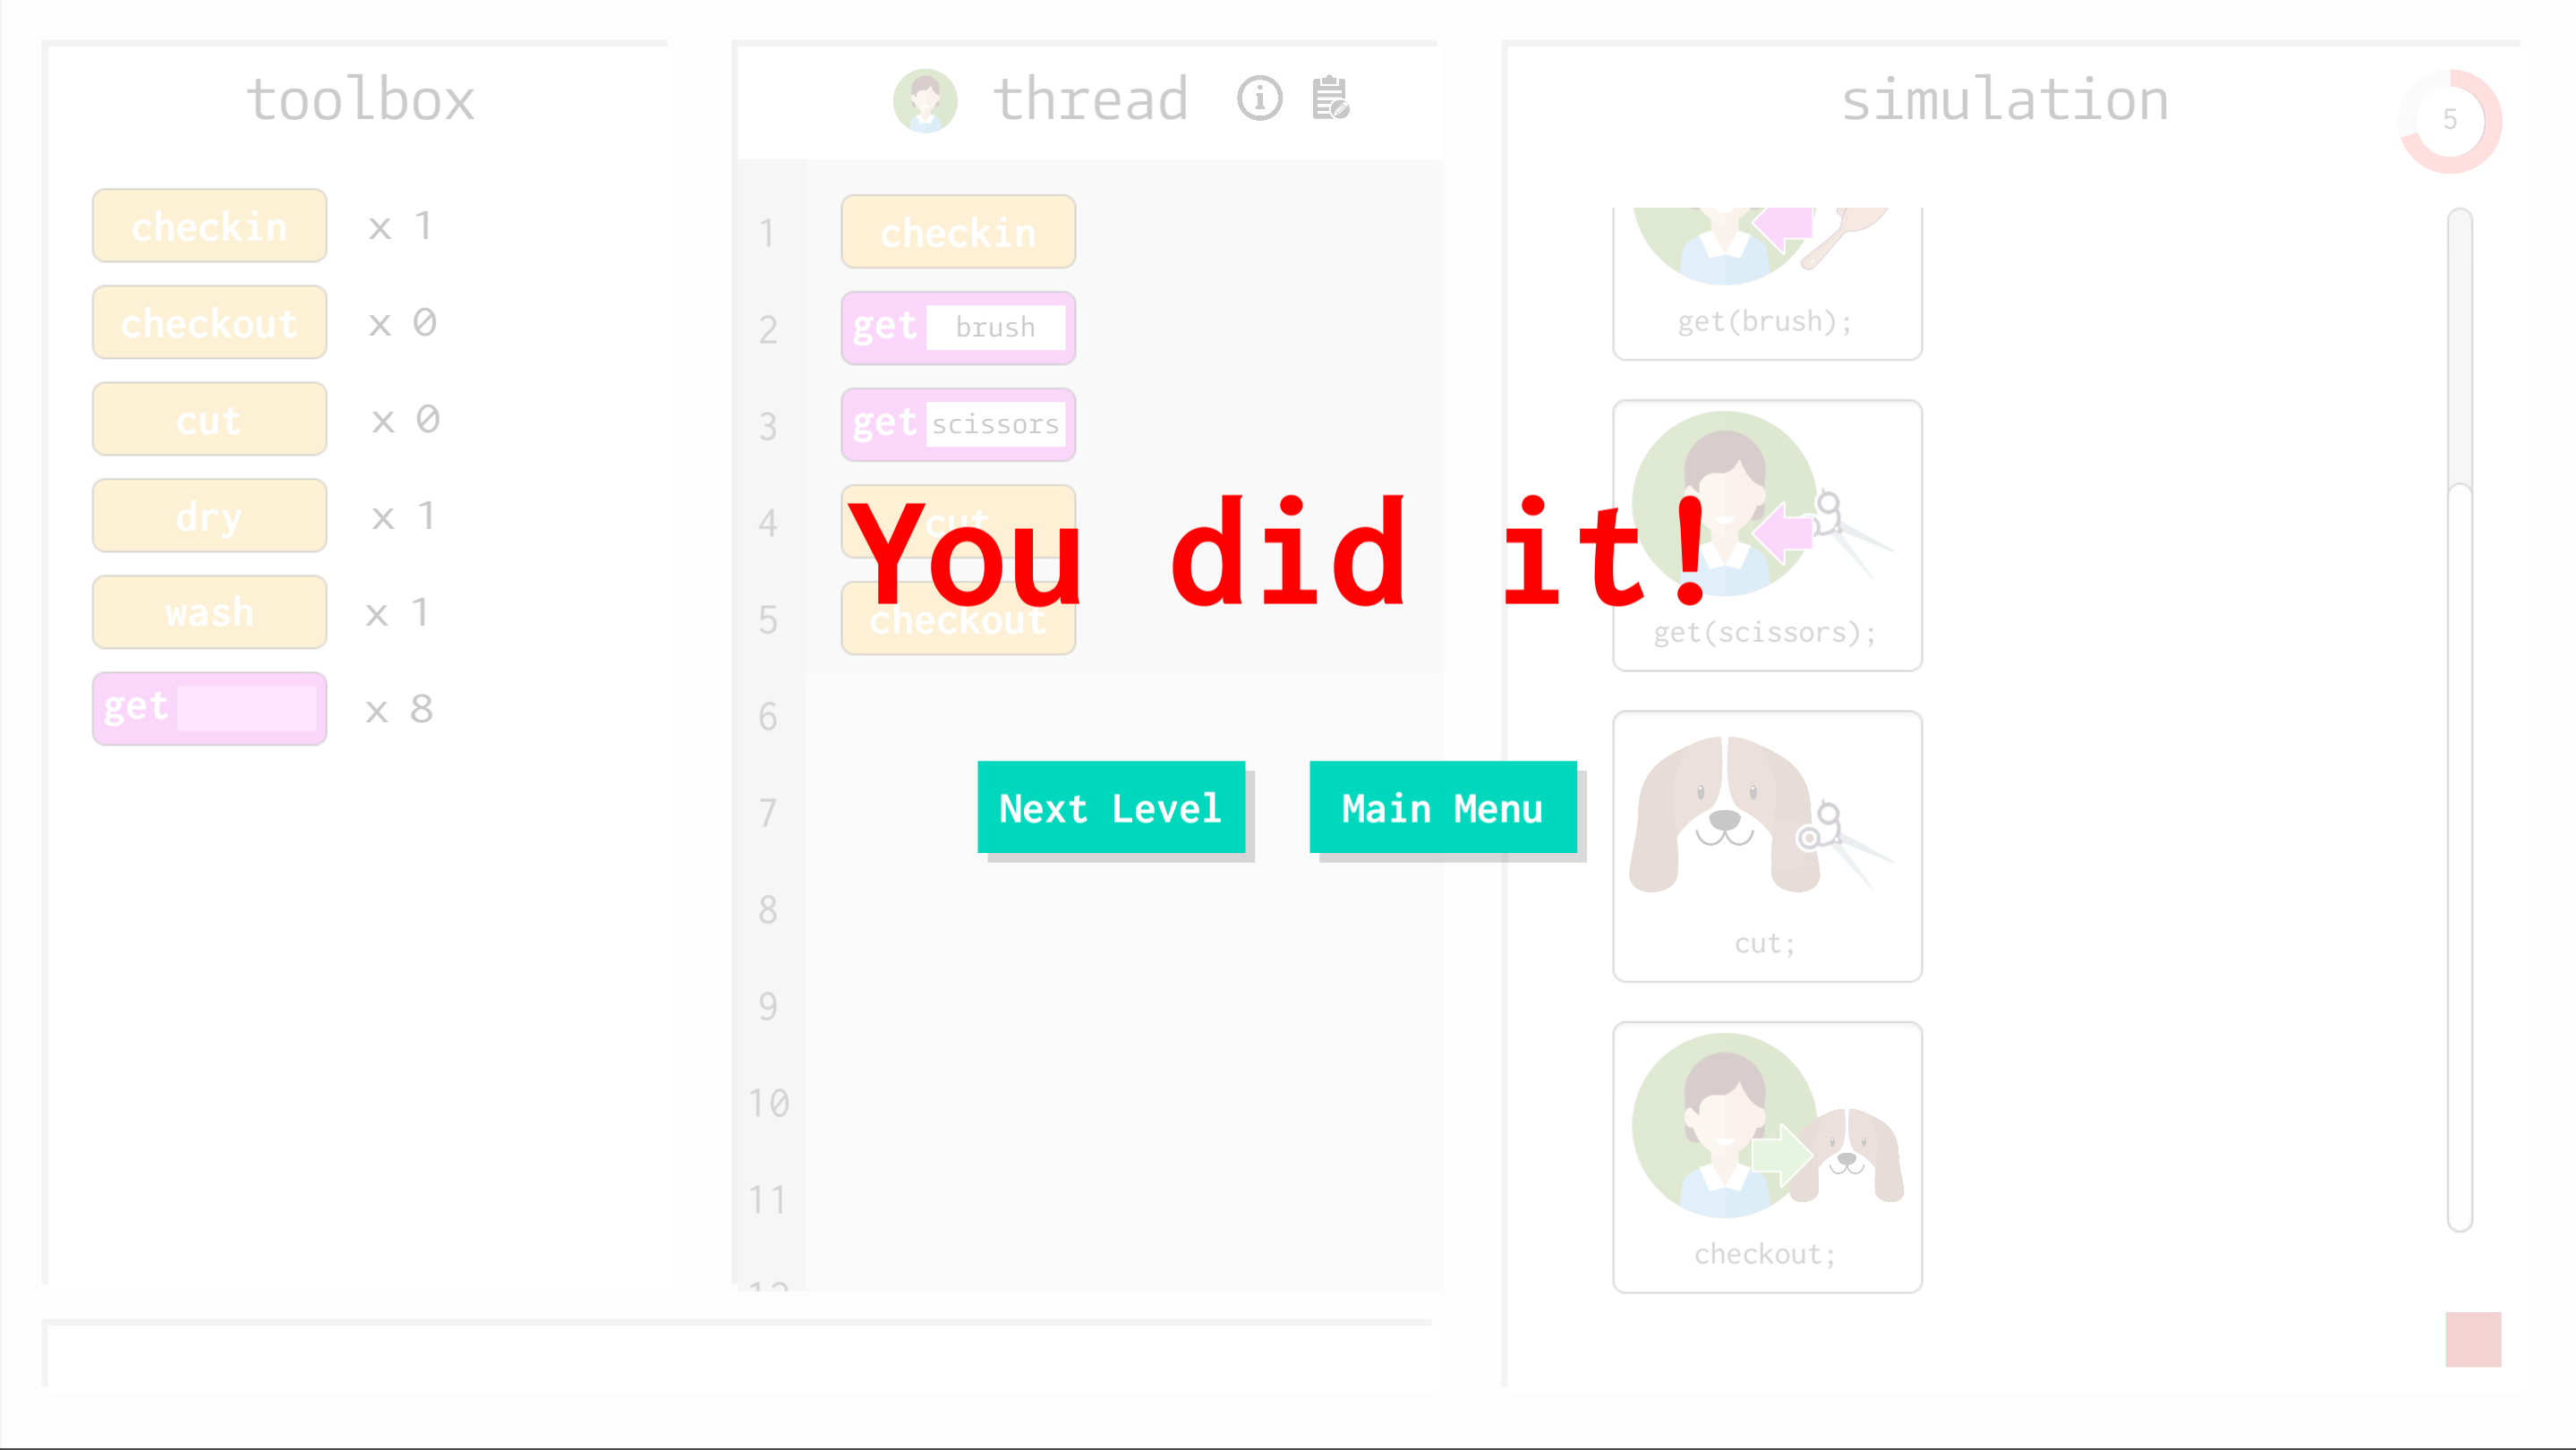 toolbox
checkin x 1
checkout x 0
cut x 0
dry x 1
wash x 1
get x 8
thread
1 checkin
2 get brush
3 get scissors
4 cut
5 checkout
6
7
8
9
10
11
12
simulation
5
get(brush);
get(scissors);
cut;
checkout;
You did it!
Next Level
Main Menu